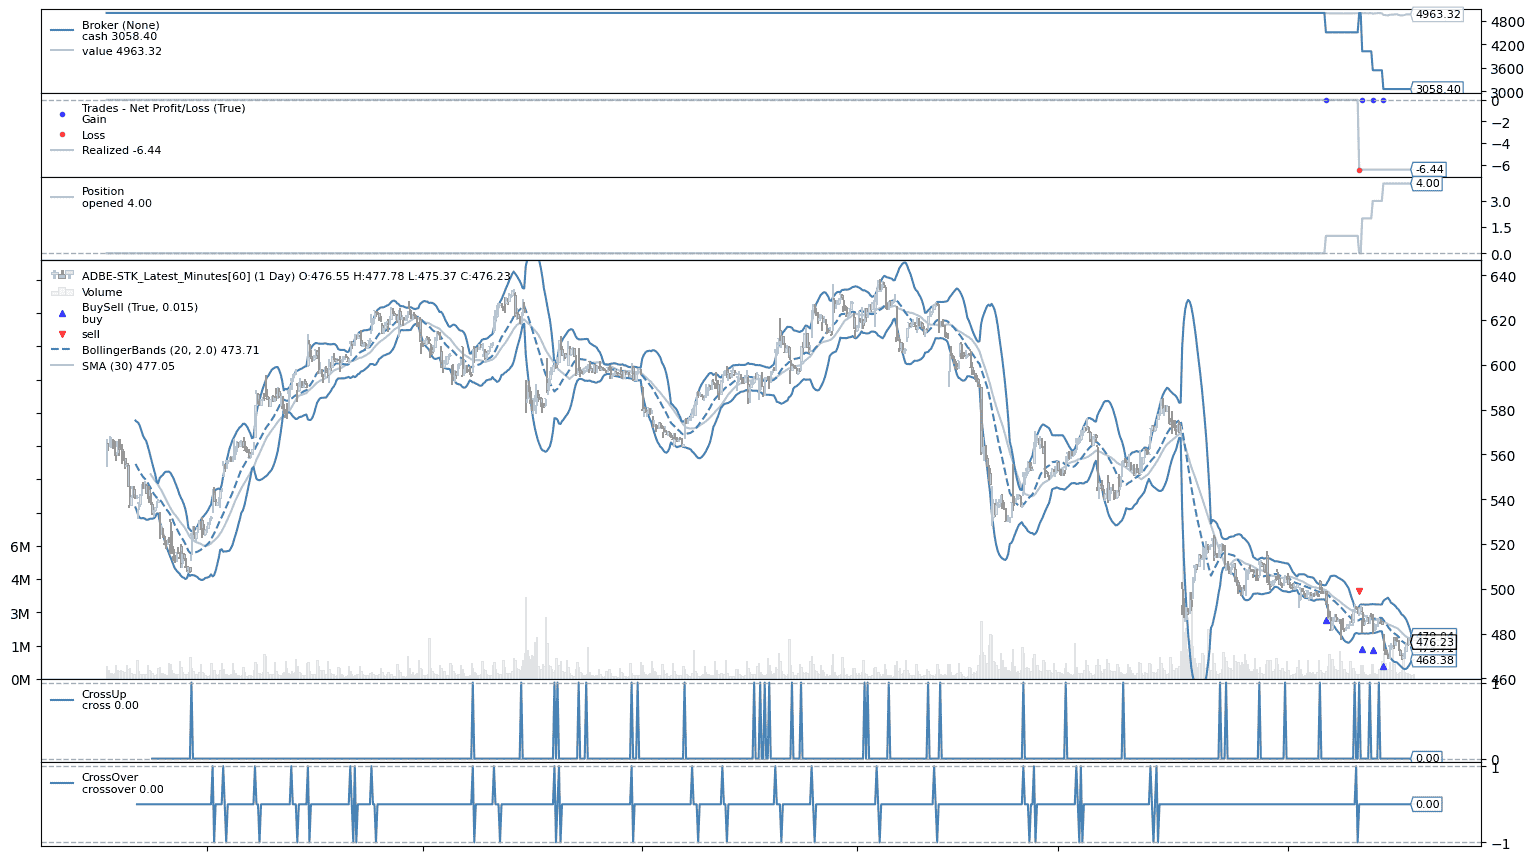 Broker (None)
cash 3058.40
value 4963.32
4963.32
4800
4200
3600
3058.40
3000
Trades - Net Profit/Loss (True)
Gain
Loss
Realized -6.44
0
−2
−4
−6
-6.44
Position
opened 4.00
4.00
3.0
1.5
0.0
ADBE-STK_Latest_Minutes[60] (1 Day) O:476.55 H:477.78 L:475.37 C:476.23
Volume
BuySell (True, 0.015)
buy
sell
BollingerBands (20, 2.0) 473.71
SMA (30) 477.05
6M
4M
3M
1M
0M
640
620
600
580
560
540
520
500
480
460
476.23
468.38
CrossUp
cross 0.00
1
0
0.00
CrossOver
crossover 0.00
1
0.00
−1